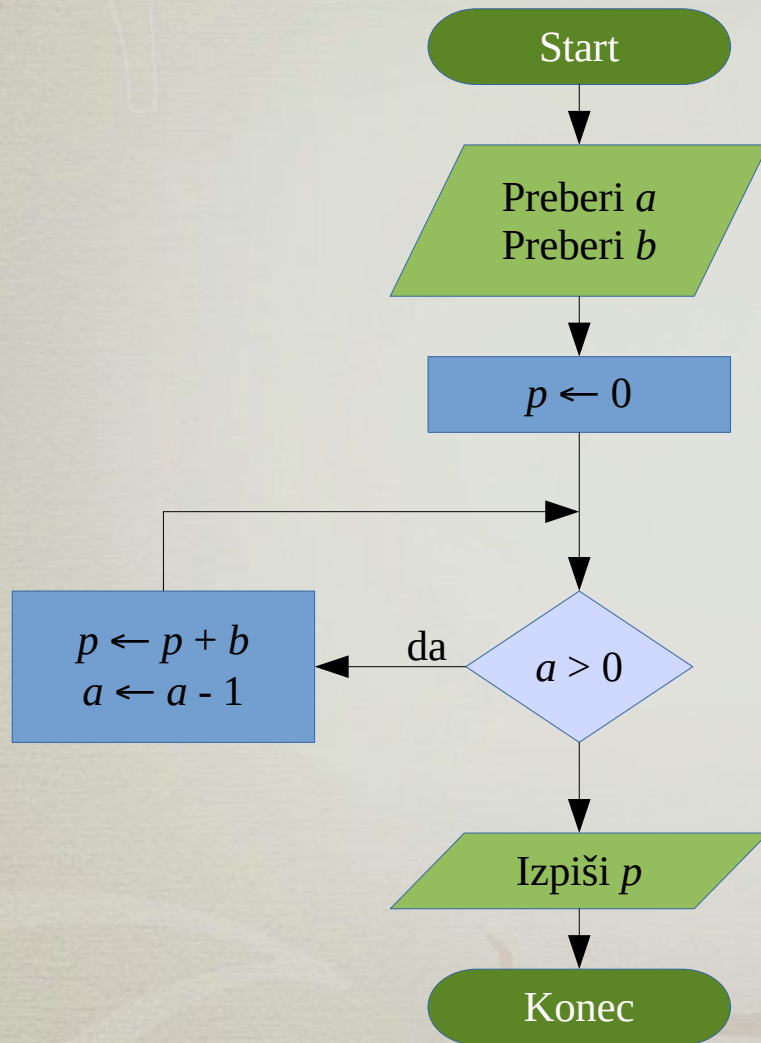 Start
Preberi a
Preberi b
p ← 0
p ← p + b
a ← a - 1
da
a > 0
Izpiši p
Konec